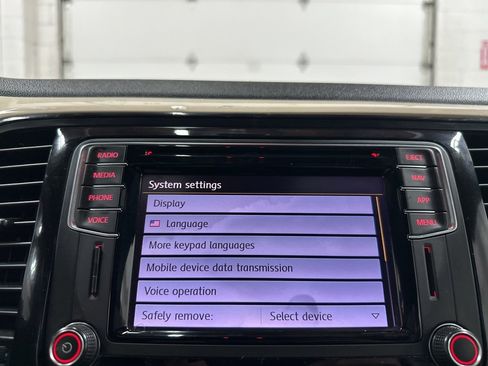 RADIO
MEDIA
PHONE
VOICE
EJECT
NAV
APP
MENU
System settings
Display
Language
More keypad languages
Mobile device data transmission
Voice operation
Safely remove: Select device